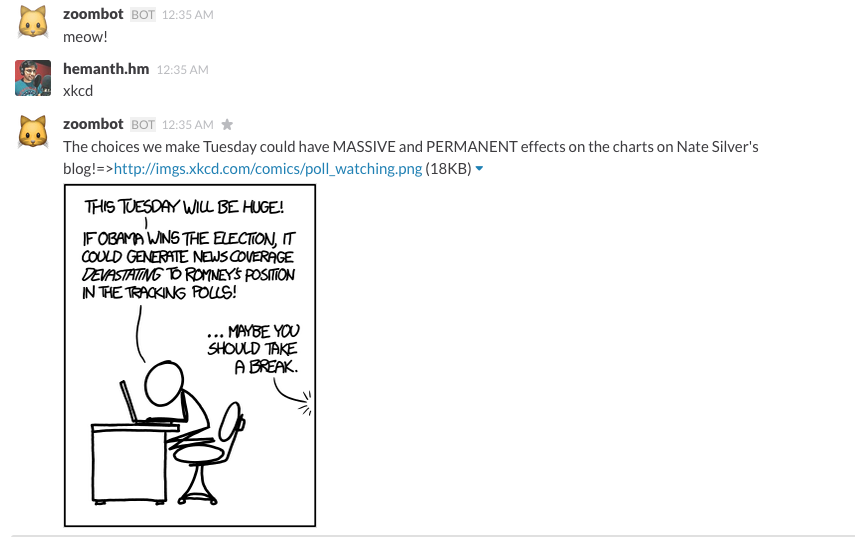 zoombot BOT 12:35 AM
meow!
hemanth.hm 12:35 AM
xkcd
zoombot BOT 12:35 AM
The choices we make Tuesday could have MASSIVE and PERMANENT effects on the charts on Nate Silver's
blog!=>http://imgs.xkcd.com/comics/poll_watching.png (18KB)
THIS TUESDAY WILL BE HUGE!
IF OBAMA WINS THE ELECTION, IT
COULD GENERATE NEWS COVERAGE
DEVASTATING TO ROMNEY'S POSITION
IN THE TRACKING POLLS!
... MAYBE YOU
SHOULD TAKE
A BREAK.